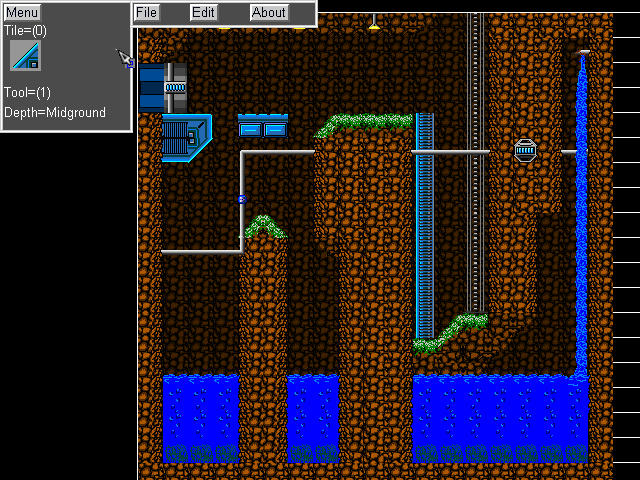 Menu File Edit About
Tile=(0)
Tool=(1)
Depth=Midground